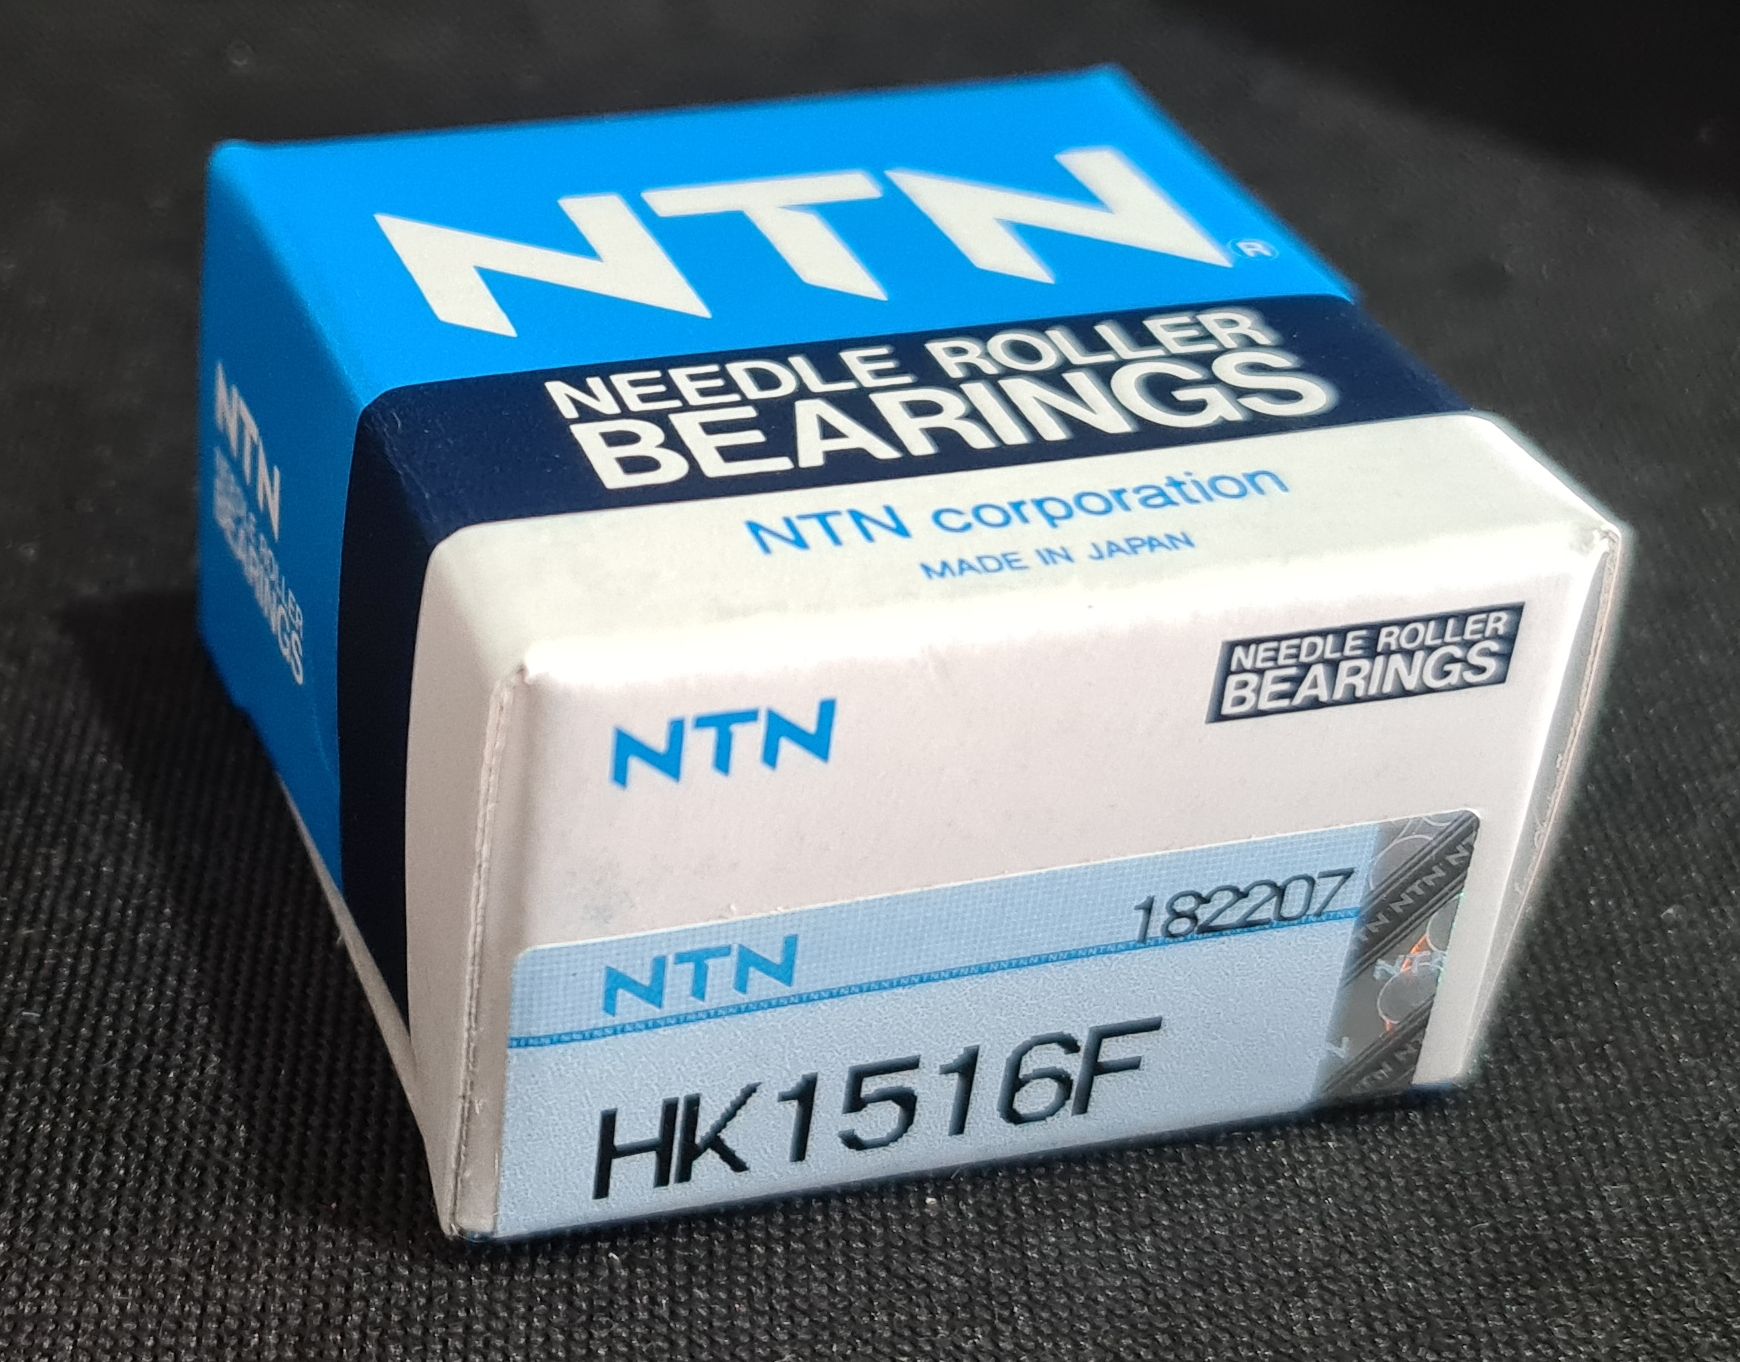 NTN®
NEEDLE ROLLER
BEARINGS
NTN corporation
MADE IN JAPAN
NTN
NEEDLE ROLLER
BEARINGS
NTN
NEEDLE ROLLER
BEARINGS
NTN
182207
HK1516F